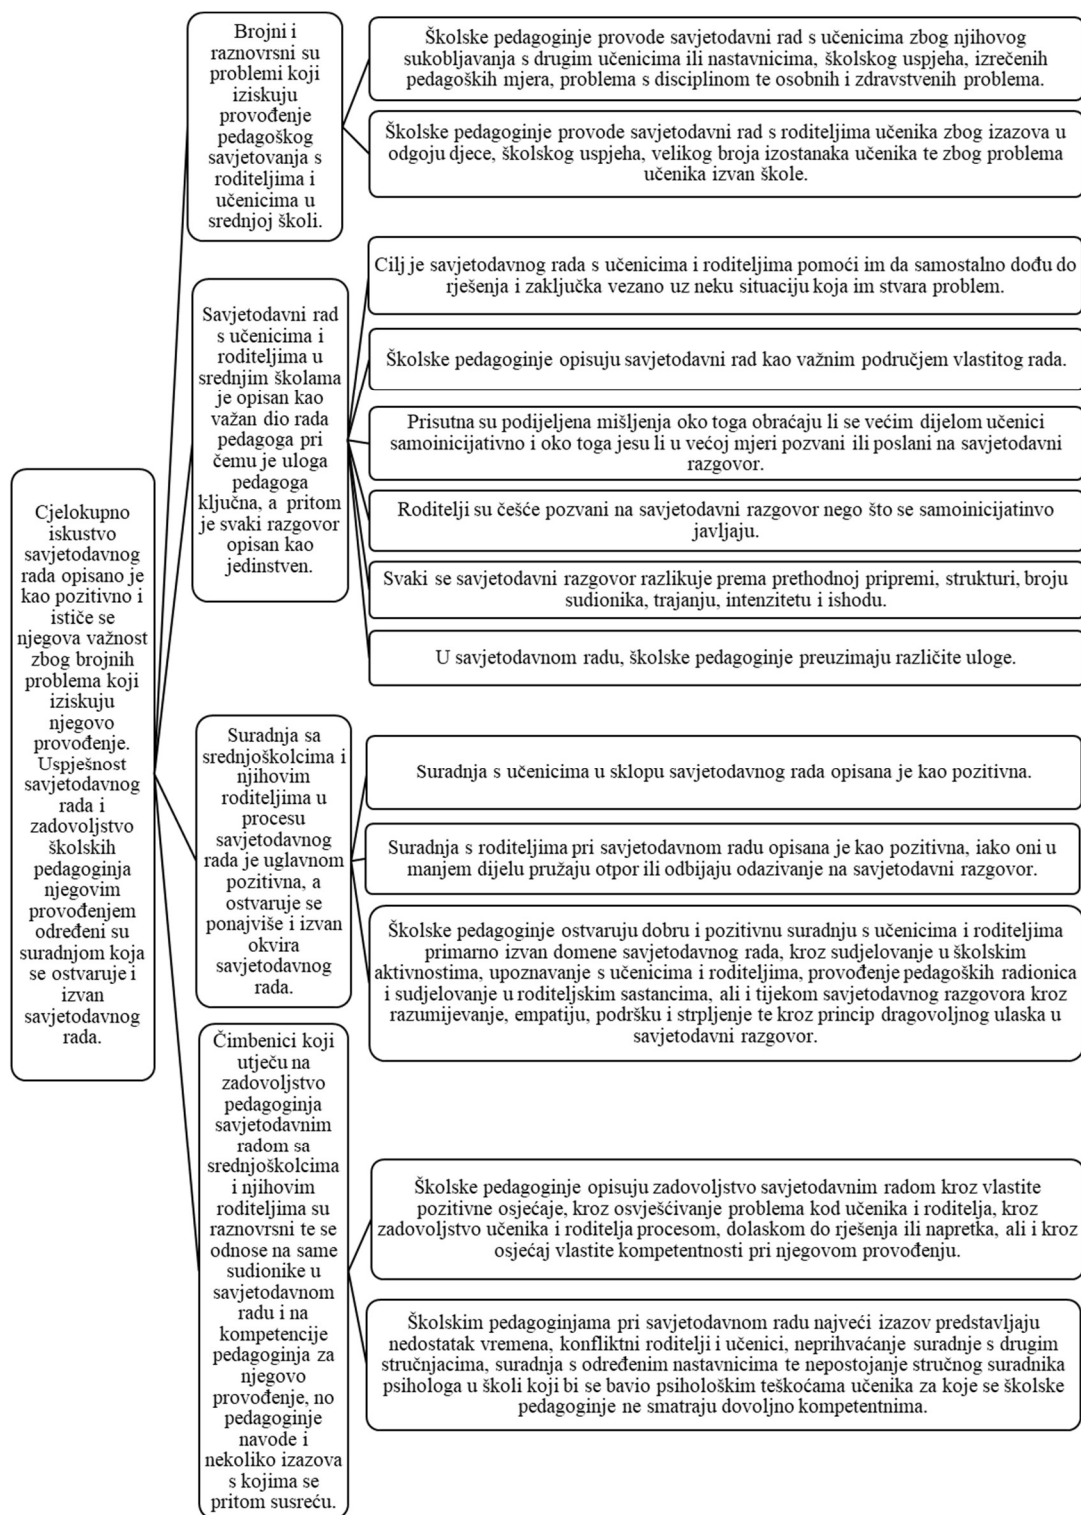 Cjelokupno
iskustvo
savjetodavnog
rada opisano je
kao pozitivno i
ističe se
njegova važnost
zbog brojnih
problema koji
iziskuju
njegovo
provođenje.
Uspješnost
savjetodavnog
rada i
zadovoljstvo
školskih
pedagoginja
njegovim
provođenjem
određeni su
suradnjom koja
se ostvaruje i
izvan
savjetodavnog
rada.
Brojni i
raznovrsni su
problemi koji
iziskuju
provođenje
pedagoškog
savjetovanja s
roditeljima i
učenicima u
srednjoj školi.
Školske pedagoginje provode savjetodavni rad s učenicima zbog njihovog
sukobljavanja s drugim učenicima ili nastavnicima, školskog uspjeha, izrečenih
pedagoških mjera, problema s disciplinom te osobnih i zdravstvenih problema.
Školske pedagoginje provode savjetodavni rad s roditeljima učenika zbog izazova u
odgoju djece, školskog uspjeha, velikog broja izostanaka učenika te zbog problema
učenika izvan škole.
Savjetodavni rad
s učenicima i
roditeljima u
srednjim školama
je opisan kao
važan dio rada
pedagoga pri
čemu je uloga
pedagoga
ključna, a pritom
je svaki razgovor
opisan kao
jedinstven.
Cilj je savjetodavnog rada s učenicima i roditeljima pomoći im da samostalno dođu do
rješenja i zaključka vezano uz neku situaciju koja im stvara problem.
Školske pedagoginje opisuju savjetodavni rad kao važnim područjem vlastitog rada.
Prisutna su podijeljena mišljenja oko toga obraćaju li se većim dijelom učenici
samoinicijativno i oko toga jesu li u većoj mjeri pozvani ili poslani na savjetodavni
razgovor.
Roditelji su češće pozvani na savjetodavni razgovor nego što se samoinicijatinvo
javljaju.
Svaki se savjetodavni razgovor razlikuje prema prethodnoj pripremi, strukturi, broju
sudionika, trajanju, intenzitetu i ishodu.
U savjetodavnom radu, školske pedagoginje preuzimaju različite uloge.
Suradnja sa
srednjoškolcima i
njihovim
roditeljima u
procesu
savjetodavnog
rada je uglavnom
pozitivna, a
ostvaruje se
ponajviše i izvan
okvira
savjetodavnog
rada.
Suradnja s učenicima u sklopu savjetodavnog rada opisana je kao pozitivna.
Suradnja s roditeljima pri savjetodavnom radu opisana je kao pozitivna, iako oni u
manjem dijelu pružaju otpor ili odbijaju odazivanje na savjetodavni razgovor.
Školske pedagoginje ostvaruju dobru i pozitivnu suradnju s učenicima i roditeljima
primarno izvan domene savjetodavnog rada, kroz sudjelovanje u školskim
aktivnostima, upoznavanje s učenicima i roditeljima, provođenje pedagoških radionica
i sudjelovanje u roditeljskim sastancima, ali i tijekom savjetodavnog razgovora kroz
razumijevanje, empatiju, podršku i strpljenje te kroz princip dragovoljnog ulaska u
savjetodavni razgovor.
Čimbenici koji
utječu na
zadovoljstvo
pedagoginja
savjetodavnim
radom sa
srednjoškolcima
i njihovim
roditeljima su
raznovrsni te se
odnose na same
sudionike u
savjetodavnom
radu i na
kompetencije
pedagoginja za
njegovo
provođenje, no
pedagoginje
navode i
nekoliko izazova
s kojima se
pritom susreću.
Školske pedagoginje opisuju zadovoljstvo savjetodavnim radom kroz vlastite
pozitivne osjećaje, kroz osvješćivanje problema kod učenika i roditelja, kroz
zadovoljstvo učenika i roditelja procesom, dolaskom do rješenja ili napretka, ali i kroz
osjećaj vlastite kompetentnosti pri njegovom provođenju.
Školskim pedagoginjama pri savjetodavnom radu najveći izazov predstavljaju
nedostatak vremena, konfliktni roditelji i učenici, neprihvaćanje suradnje s drugim
stručnjacima, suradnja s određenim nastavnicima te nepostojanje stručnog suradnika
psihologa u školi koji bi se bavio psihološkim teškoćama učenika za koje se školske
pedagoginje ne smatraju dovoljno kompetentnima.